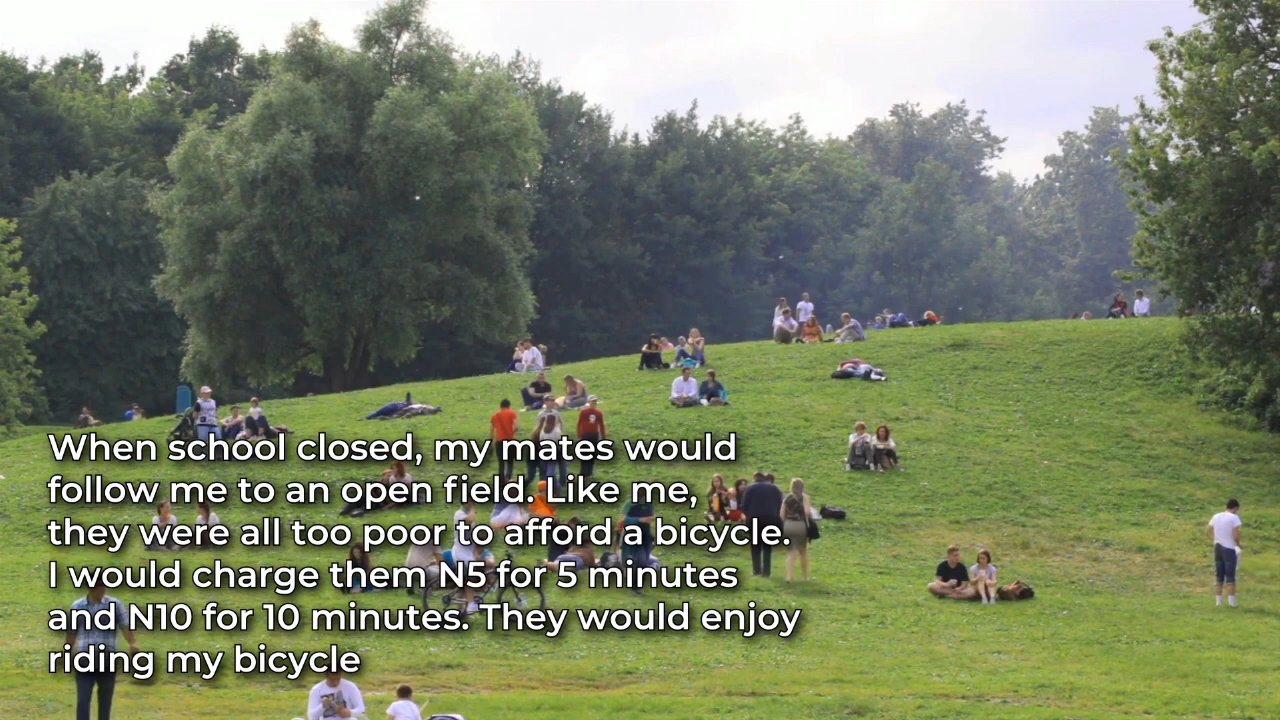 When school closed, my mates would
follow me to an open field. Like me,
they were all too poor to afford a bicycle.
I would charge them N5 for 5 minutes
and N10 for 10 minutes. They would enjoy
riding my bicycle